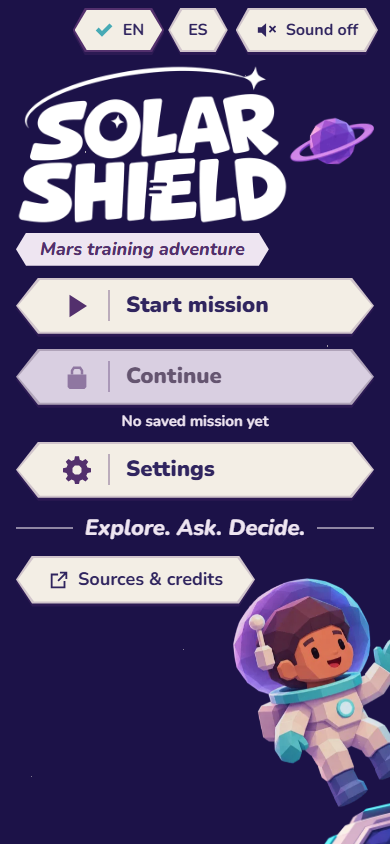 EN
ES
Sound off
SOLAR
SHIELD
Mars training adventure
Start mission
Continue
No saved mission yet
Settings
Explore. Ask. Decide.
Sources & credits